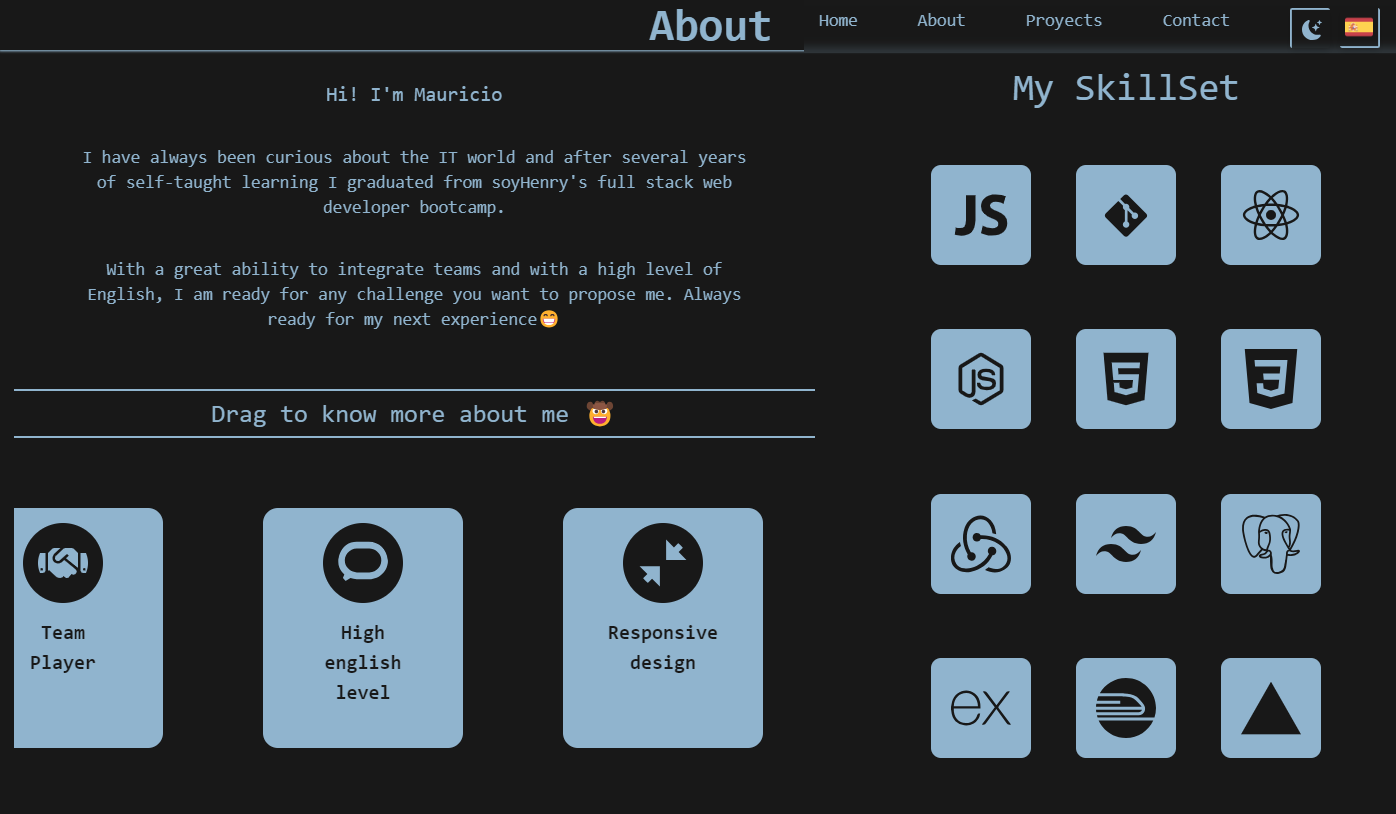 About
Home
About
Proyects
Contact
Hi! I'm Mauricio
I have always been curious about the IT world and after several years
of self-taught learning I graduated from soyHenry's full stack web
developer bootcamp.
With a great ability to integrate teams and with a high level of
English, I am ready for any challenge you want to propose me. Always
ready for my next experience😁
Drag to know more about me 🤠
Team
Player
High
english
level
Responsive
design
My SkillSet
JS
JS
5
3
ex